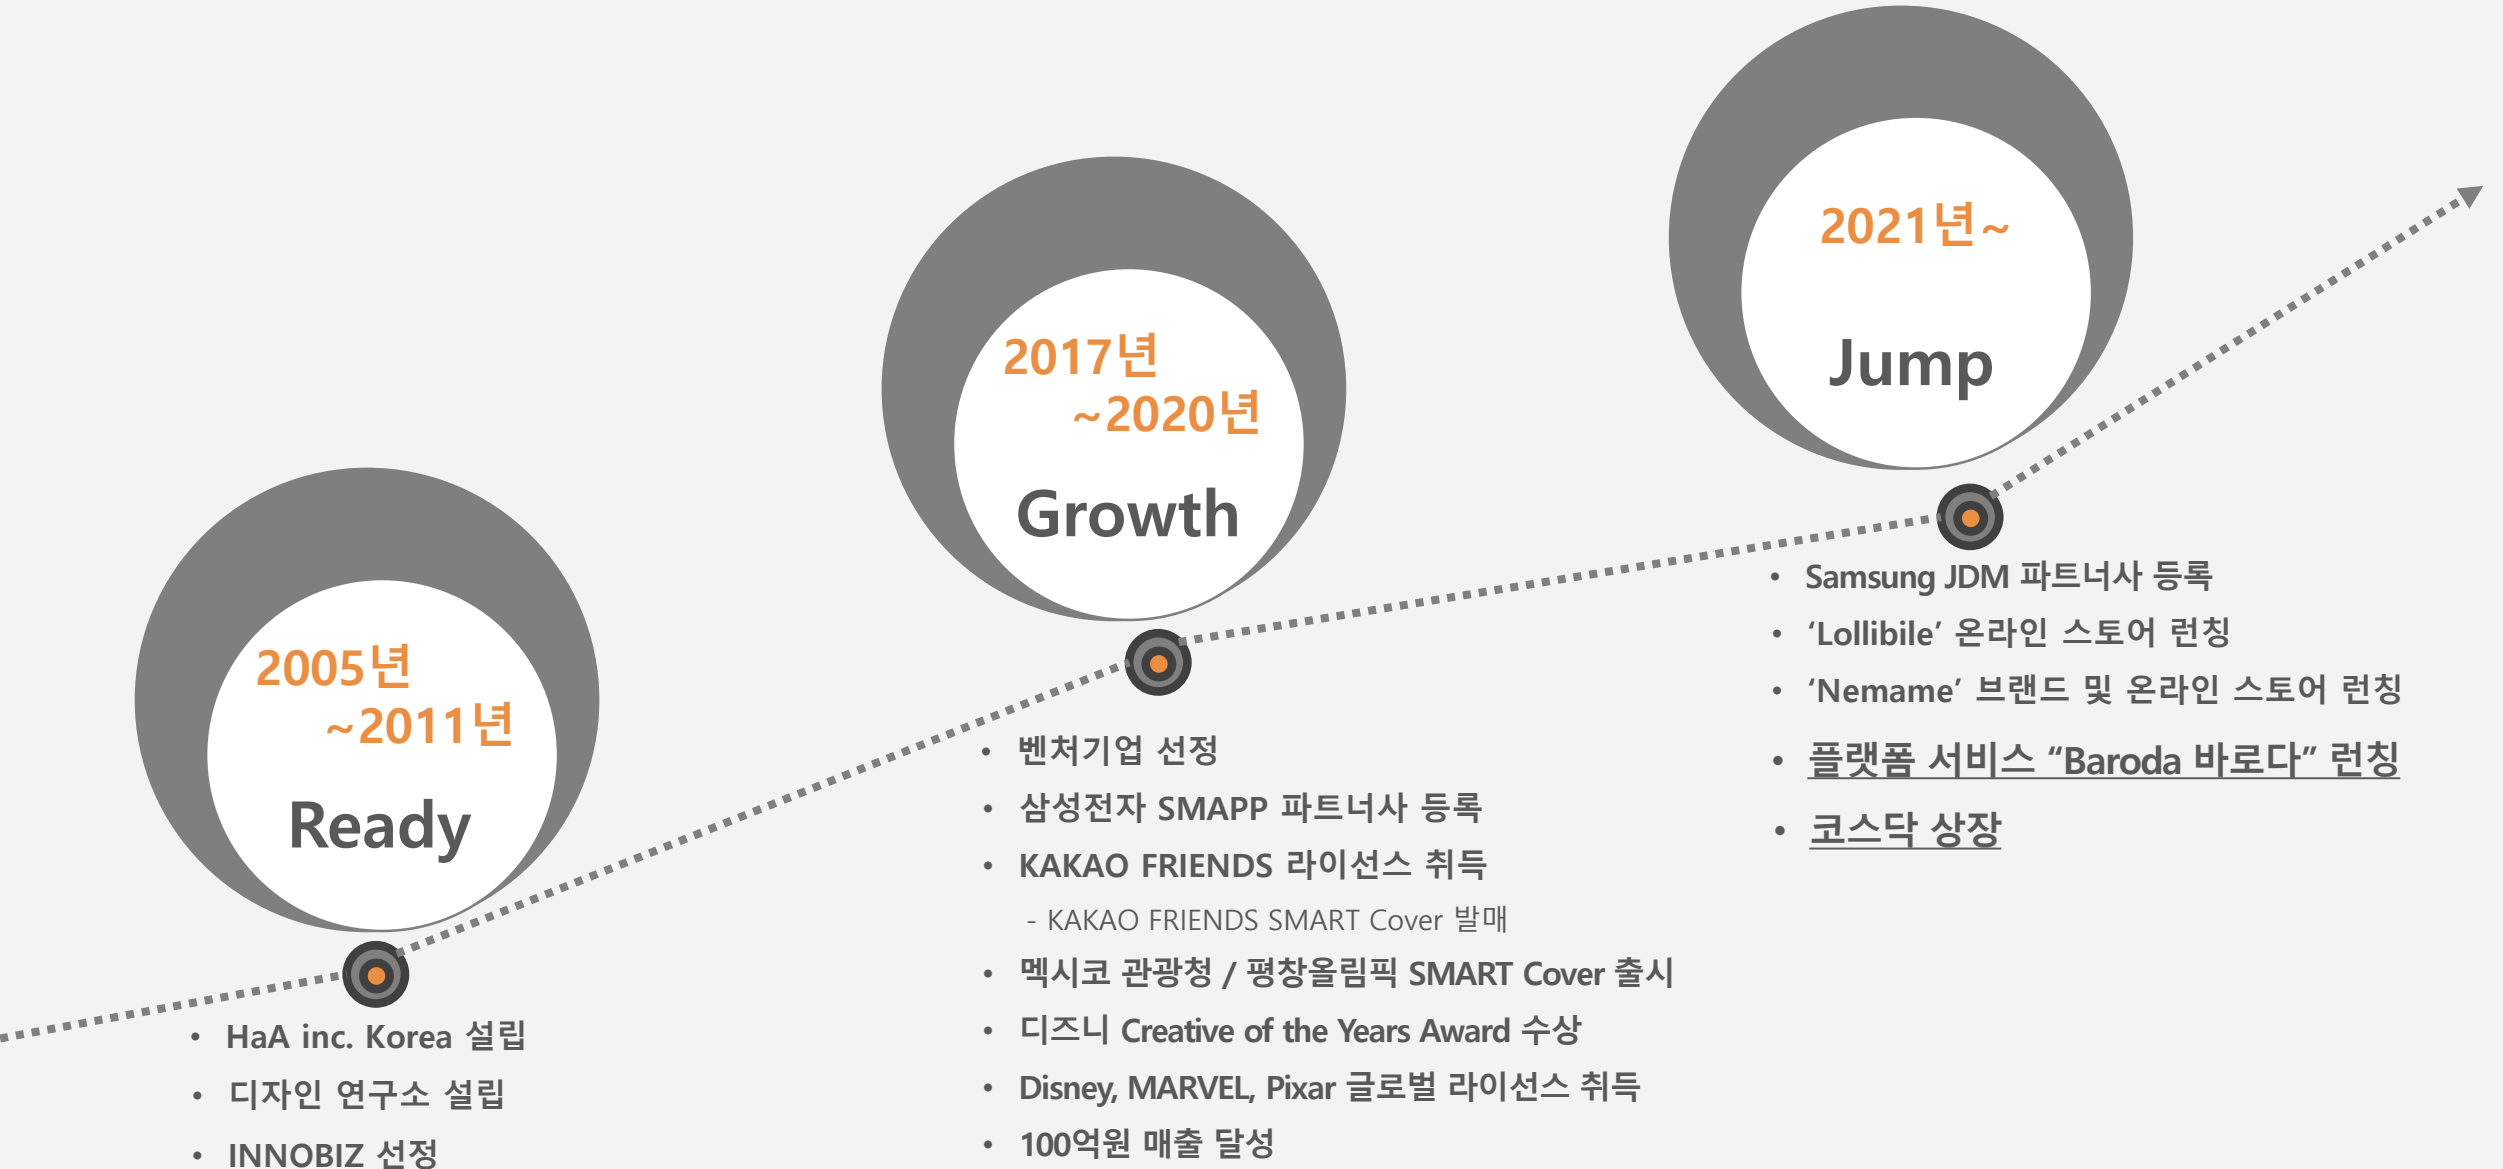 2005년
~2011년
Ready
• HaA inc. Korea 설립
• 디자인 연구소 설립
• INNOBIZ 선정
2017년
~2020년
Growth
• 벤처기업 선정
• 삼성전자 SMAPP 파트너사 등록
• KAKAO FRIENDS 라이선스 취득
- KAKAO FRIENDS SMART Cover 발매
• 멕시코 관광청 / 평창올림픽 SMART Cover 출시
• 디즈니 Creative of the Years Award 수상
• Disney, MARVEL, Pixar 글로벌 라이선스 취득
• 100억원 매출 달성
2021년~
Jump
• Samsung JDM 파트너사 등록
• ‘Lollibile’ 온라인 스토어 런칭
• ‘Nemame’ 브랜드 및 온라인 스토어 런칭
• 플랫폼 서비스 “Baroda 바로다” 런칭
• 코스닥 상장